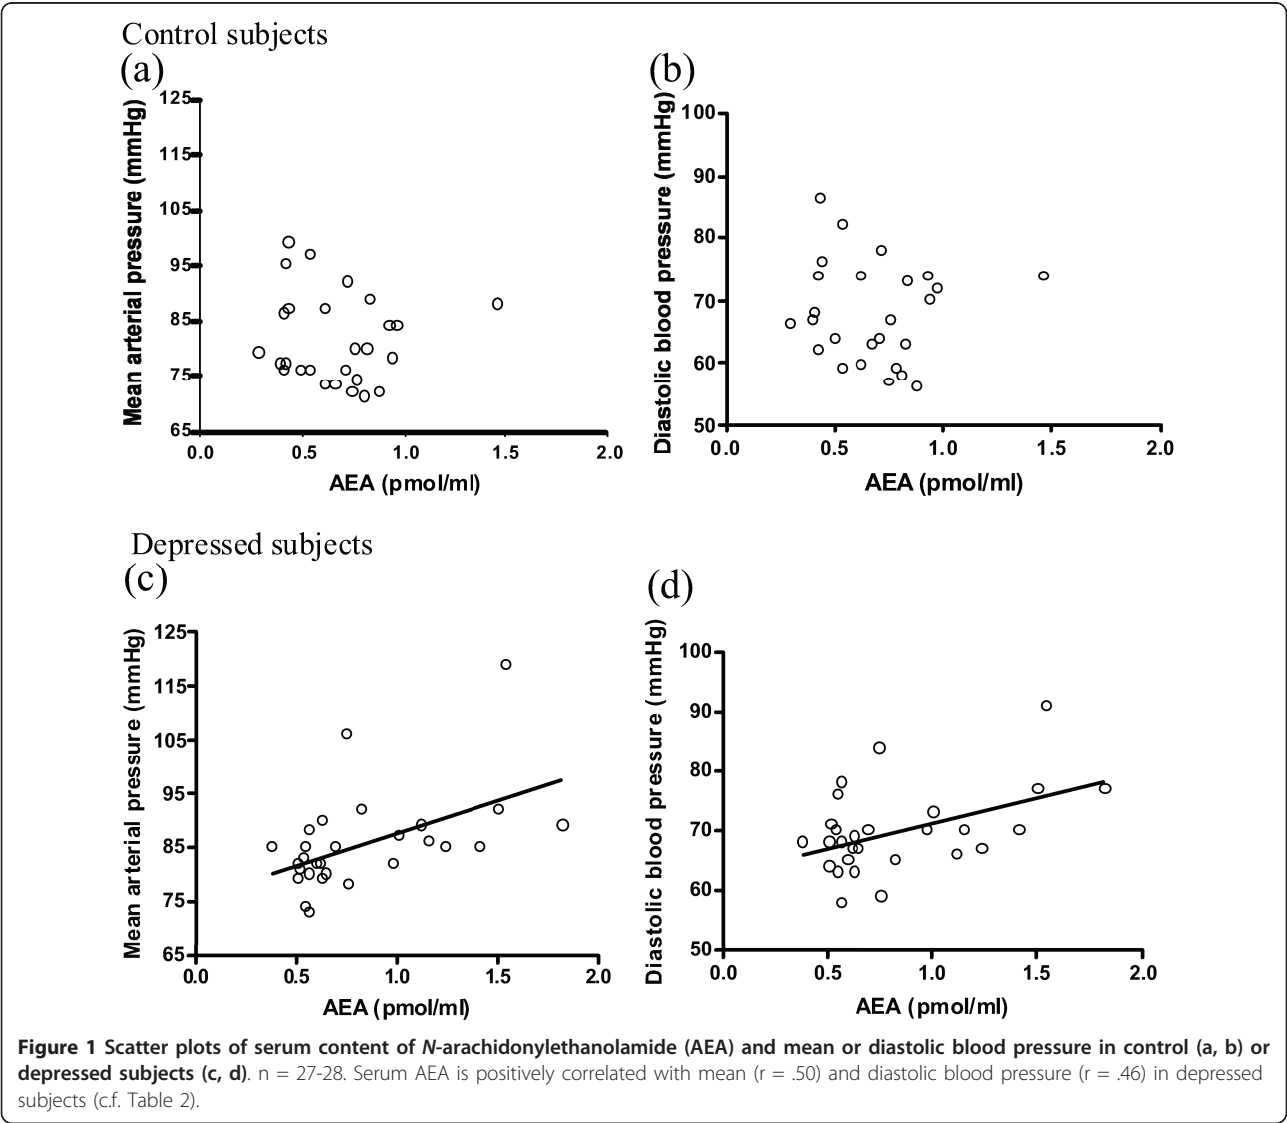 Control subjects
(a)
(b)
Mean arterial pressure (mmHg)
125
115
105
95
85
75
65
0.0
0.5
1.0
1.5
2.0
AEA (pmol/ml)
Diastolic blood pressure (mmHg)
100
90
80
70
60
50
0.0
0.5
1.0
1.5
2.0
AEA (pmol/ml)
Depressed subjects
(c)
(d)
Mean arterial pressure (mmHg)
125
115
105
95
85
75
65
0.0
0.5
1.0
1.5
2.0
AEA (pmol/ml)
Diastolic blood pressure (mmHg)
100
90
80
70
60
50
0.0
0.5
1.0
1.5
2.0
AEA (pmol/ml)
Figure 1 Scatter plots of serum content of N-arachidonylethanolamide (AEA) and mean or diastolic blood pressure in control (a, b) or
depressed subjects (c, d). n = 27-28. Serum AEA is positively correlated with mean (r = .50) and diastolic blood pressure (r = .46) in depressed
subjects (c.f. Table 2).